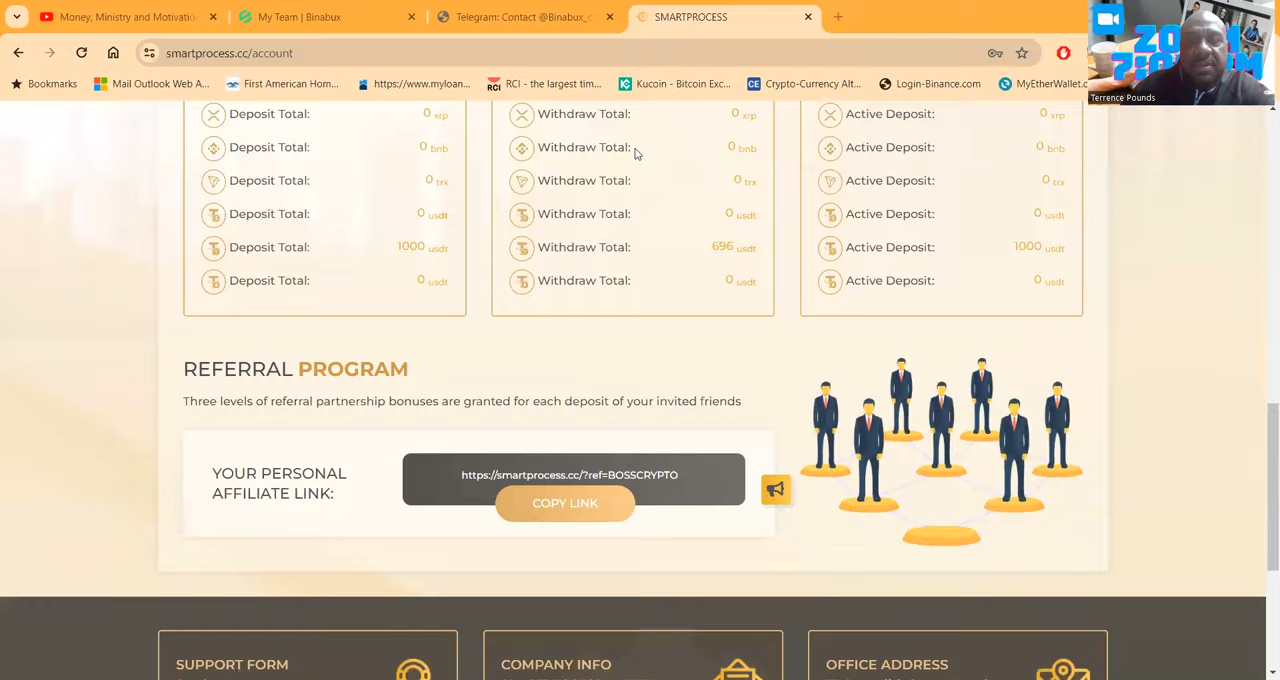 Money, Ministry and Motivatio
My Team | Binabux
Telegram: Contact @Binabux_c
SMARTPROCESS
smartprocess.cc/account
Bookmarks
Mail Outlook Web A...
First American Hom...
https://www.myloan...
RCI - the largest tim...
Kucoin - Bitcoin Exc...
Crypto-Currency Alt...
Login-Binance.com
MyEtherWallet.c
Terrence Pounds
Deposit Total: 0 xrp
Withdraw Total: 0 xrp
Active Deposit: 0 xrp
Deposit Total: 0 bnb
Withdraw Total: 0 bnb
Active Deposit: 0 bnb
Deposit Total: 0 trx
Withdraw Total: 0 trx
Active Deposit: 0 trx
Deposit Total: 0 usdt
Withdraw Total: 0 usdt
Active Deposit: 0 usdt
Deposit Total: 1000 usdt
Withdraw Total: 696 usdt
Active Deposit: 1000 usdt
Deposit Total: 0 usdt
Withdraw Total: 0 usdt
Active Deposit: 0 usdt
REFERRAL PROGRAM
Three levels of referral partnership bonuses are granted for each deposit of your invited friends
YOUR PERSONAL
AFFILIATE LINK:
https://smartprocess.cc/?ref=BOSSCRYPTO
COPY LINK
SUPPORT FORM
COMPANY INFO
OFFICE ADDRESS